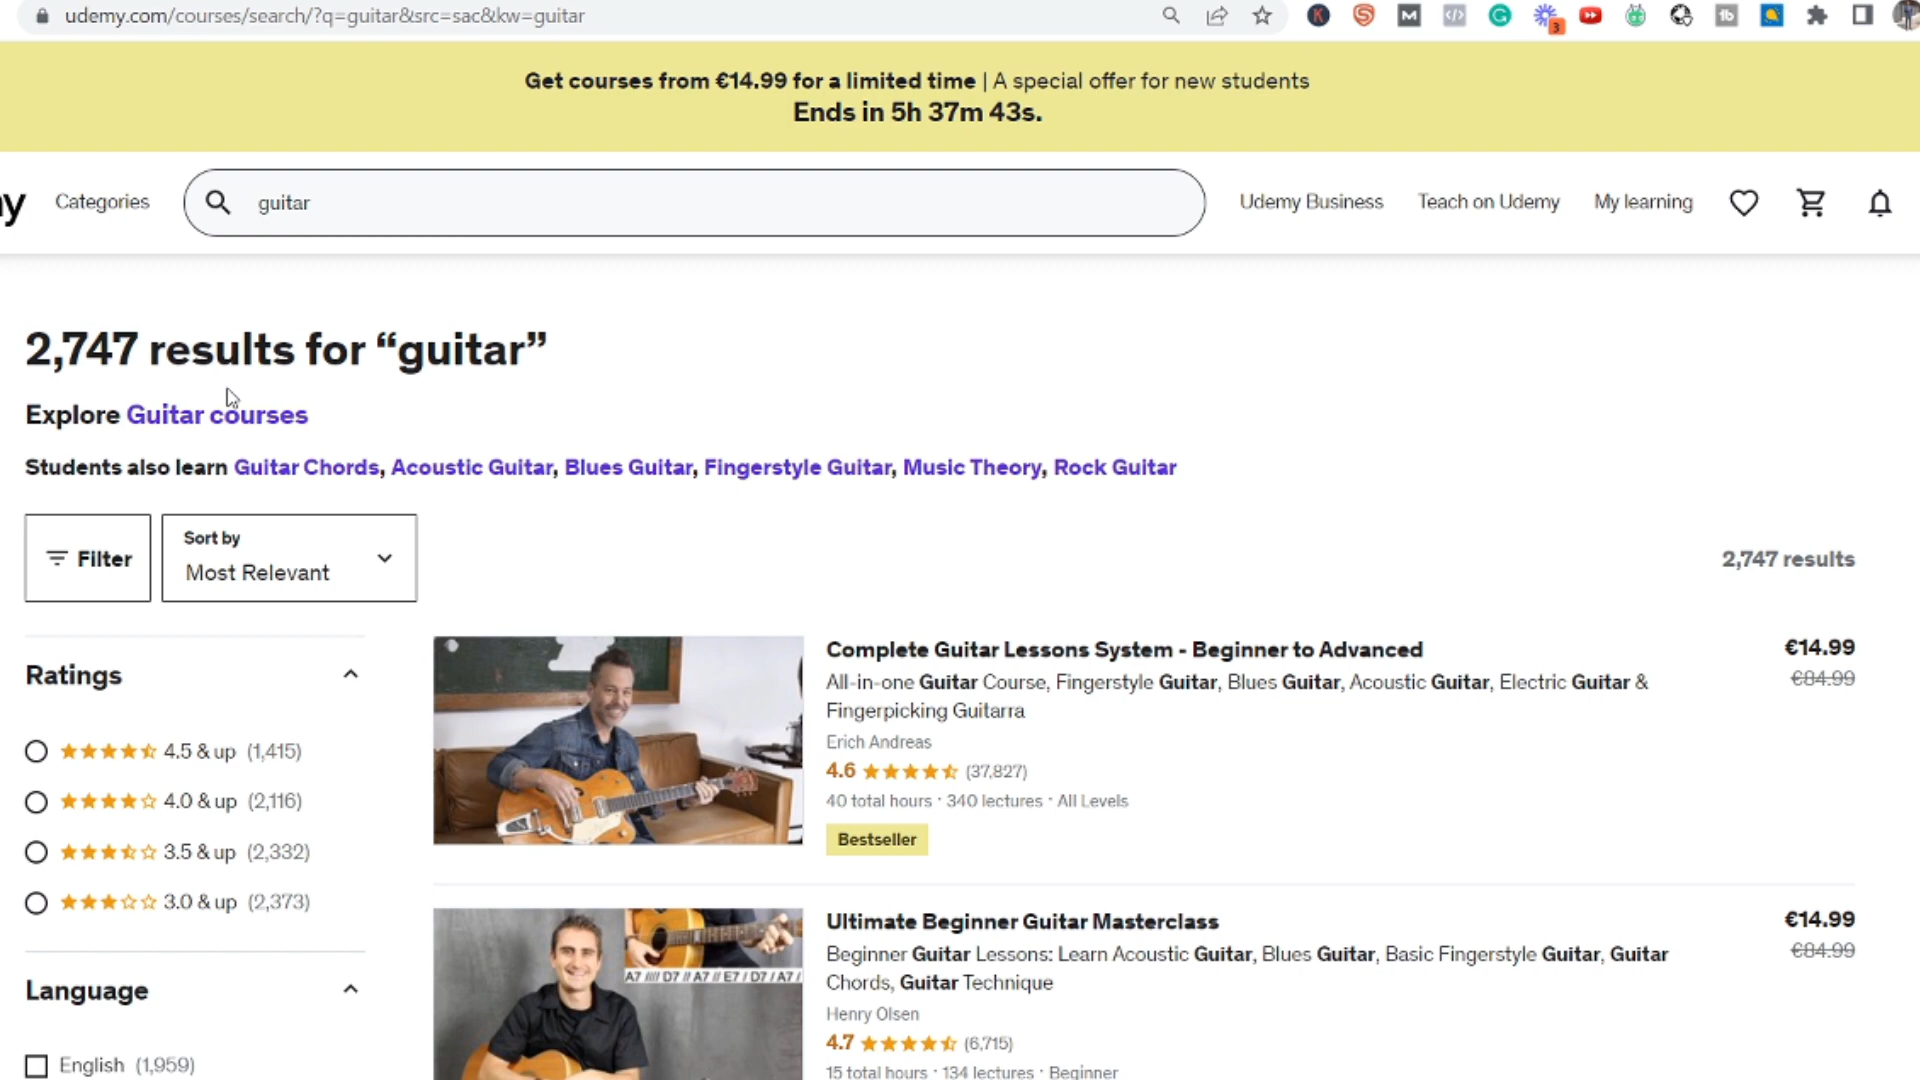 udemy.com/courses/search/?q=guitar&src=sac&kw=guitar
3
Get courses from €14.99 for a limited time | A special offer for new students
Ends in 5h 37m 43s.
Categories
guitar
Udemy Business
Teach on Udemy
My learning
2,747 results for “guitar”
Explore Guitar courses
Students also learn Guitar Chords, Acoustic Guitar, Blues Guitar, Fingerstyle Guitar, Music Theory, Rock Guitar
Filter
Sort by
Most Relevant
2,747 results
Ratings
4.5 & up (1,415)
4.0 & up (2,116)
3.5 & up (2,332)
3.0 & up (2,373)
Language
English (1,959)
Complete Guitar Lessons System - Beginner to Advanced
€14.99
All-in-one Guitar Course, Fingerstyle Guitar, Blues Guitar, Acoustic Guitar, Electric Guitar &
€84.99
Fingerpicking Guitarra
Erich Andreas
4.6 (37,827)
40 total hours · 340 lectures · All Levels
Bestseller
A7 //// D7 // A7 // E7 / D7 / A7 /
Ultimate Beginner Guitar Masterclass
€14.99
Beginner Guitar Lessons: Learn Acoustic Guitar, Blues Guitar, Basic Fingerstyle Guitar, Guitar
€84.99
Chords, Guitar Technique
Henry Olsen
4.7 (6,715)
15 total hours · 134 lectures · Beginner